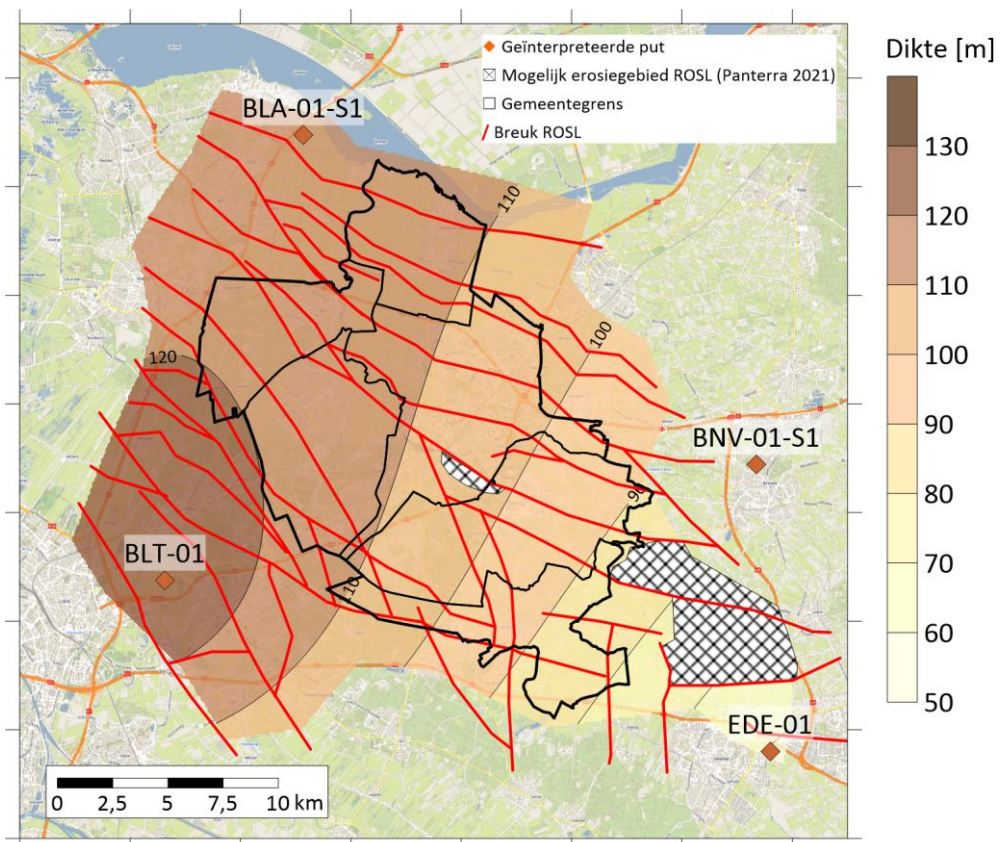 Geïnterpreteerde put
Mogelijk erosiegebied ROSL (Panterra 2021)
Gemeentegrens
Breuk ROSL
Dikte [m]
130
120
110
100
90
80
70
60
50
BLA-01-S1
110
100
120
BNV-01-S1
90
BLT-01
110
EDE-01
0 2,5 5 7,5 10 km